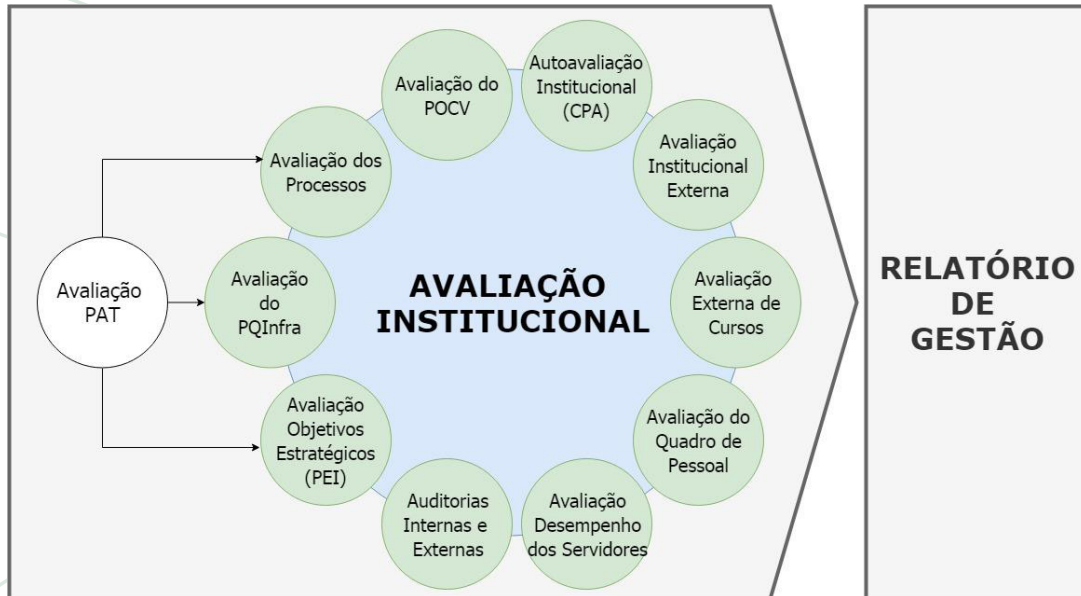 Avaliação do
POCV
Autoavaliação
Institucional
(CPA)
Avaliação
Institucional
Externa
Avaliação dos
Processos
Avaliação
PAT
Avaliação
do
PQInfra
AVALIAÇÃO
INSTITUCIONAL
Avaliação
Externa de
Cursos
Avaliação
Objetivos
Estratégicos
(PEI)
Avaliação do
Quadro de
Pessoal
Auditorias
Internas e
Externas
Avaliação
Desempenho
dos Servidores
RELATÓRIO
DE
GESTÃO